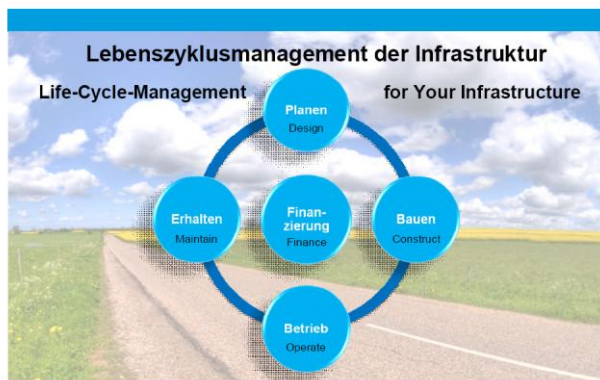 Lebenszyklusmanagement der Infrastruktur
Life-Cycle-Management for Your Infrastructure
Planen
Design
Erhalten
Maintain
Finan-
zierung
Finance
Bauen
Construct
Betrieb
Operate